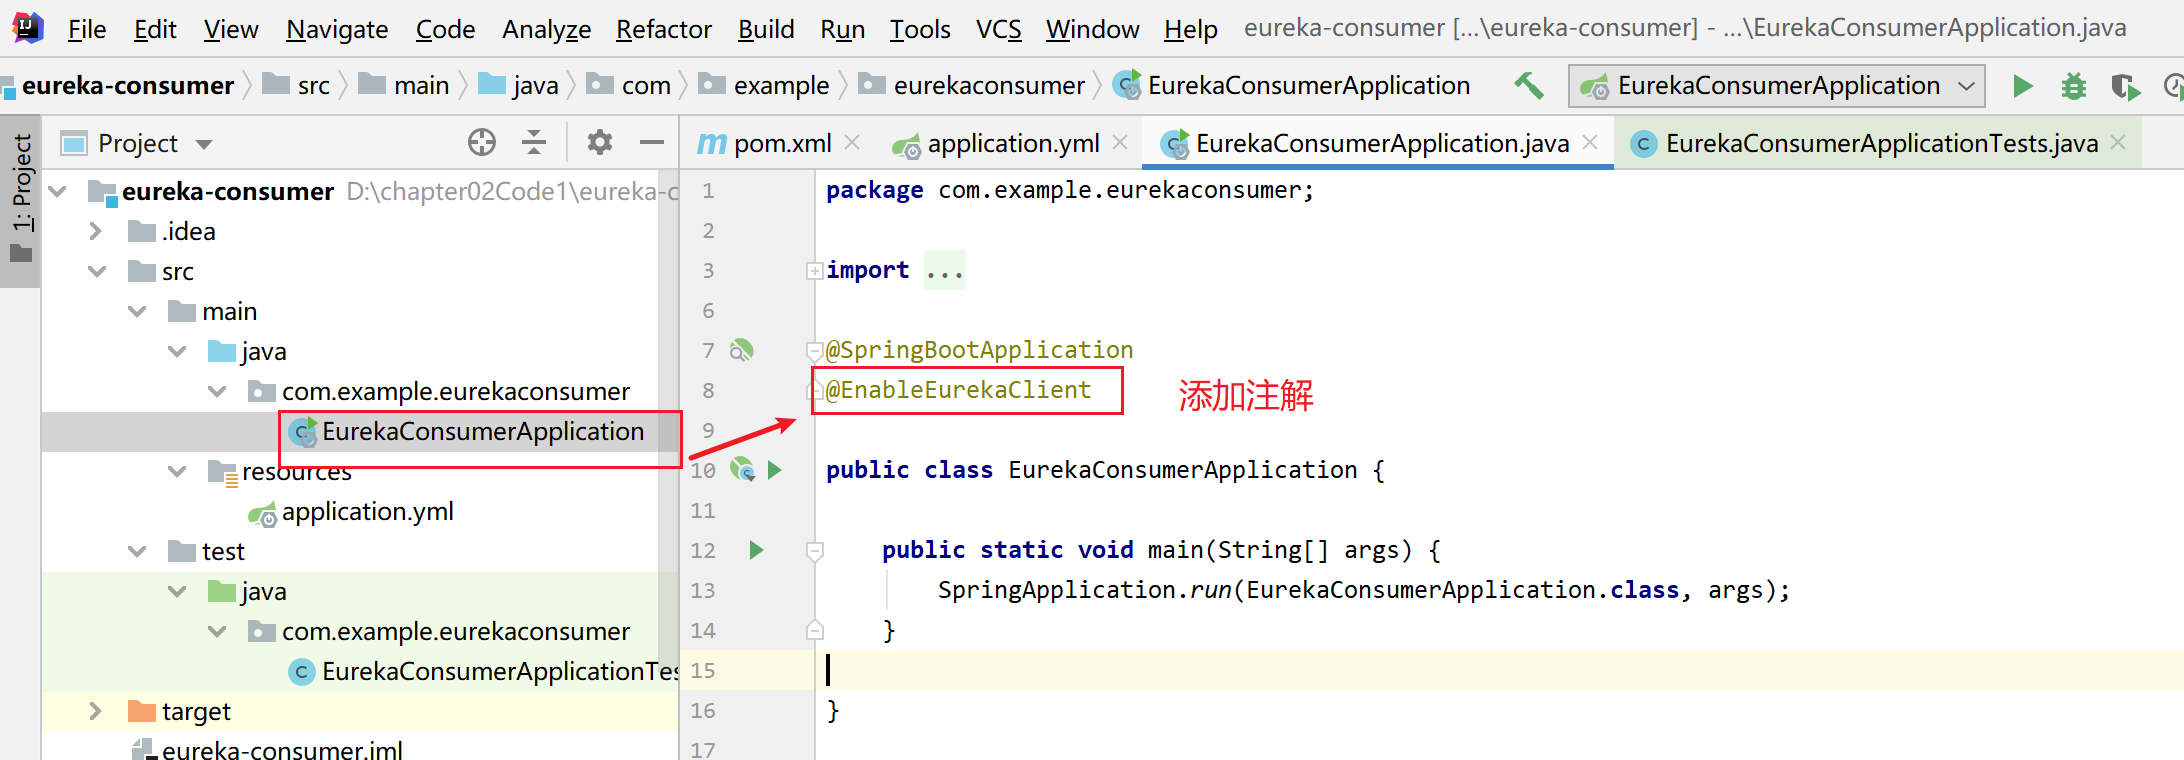 File Edit View Navigate Code Analyze Refactor Build Run Tools VCS Window Help eureka-consumer [...\eureka-consumer] - ...\EurekaConsumerApplication.java
eureka-consumer src main java com example eurekaconsumer EurekaConsumerApplication EurekaConsumerApplication
1: Project
Project
pom.xml application.yml EurekaConsumerApplication.java EurekaConsumerApplicationTests.java
eureka-consumer D:\chapter02Code1\eureka-c
.idea
src
main
java
com.example.eurekaconsumer
EurekaConsumerApplication
resources
application.yml
test
java
com.example.eurekaconsumer
EurekaConsumerApplicationTes
target
eureka-consumer.iml
1 package com.example.eurekaconsumer;
2
3 import ...
6
7 @SpringBootApplication
8 @EnableEurekaClient 添加注解
9
10 public class EurekaConsumerApplication {
11
12 public static void main(String[] args) {
13 SpringApplication.run(EurekaConsumerApplication.class, args);
14 }
15
16 }
17